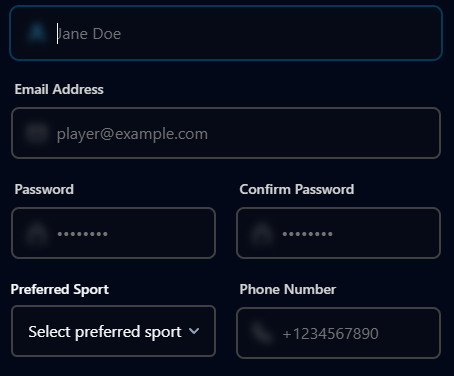 Jane Doe
Email Address
player@example.com
Password
Confirm Password
••••••••
••••••••
Preferred Sport
Phone Number
Select preferred sport
+1234567890